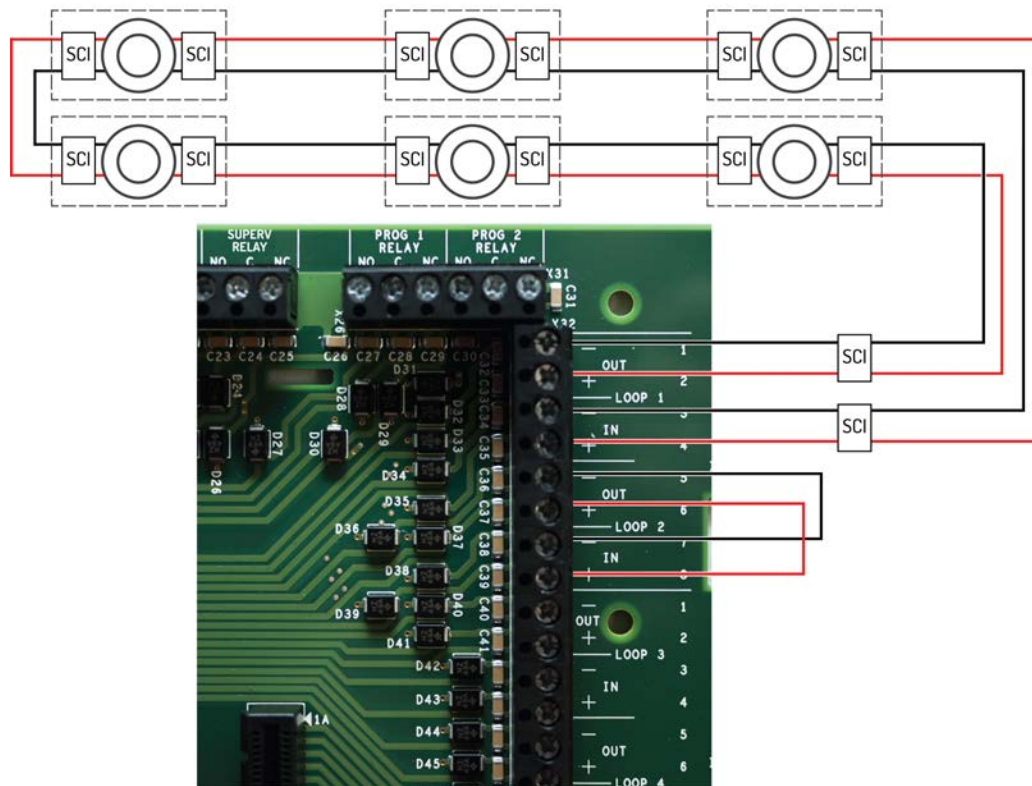 SCI SCI SCI SCI SCI SCI
SCI SCI SCI SCI SCI SCI
SUPERV PROG 1 PROG 2
RELAY RELAY RELAY
NO C NC NO C NC NO C NC
X31
C31
X32
X26
C23 C24 C25 C26 C27 C28 C29 C30
D31
C32
C33
C34
C35
C36
C37
C38
C39
C40
C41
D24
D28
D29
D32
D33
D26
D27
D30
D34
D35
D36
D37
D38
D39
D40
D41
D42
D43
D44
D45
1A
− 1
OUT
+ 2
LOOP 1
− 3
IN
+ 4
SCI
SCI
− 5
OUT
+ 6
LOOP 2
− 7
IN
+ 8
− 1
OUT
+ 2
LOOP 3
− 3
IN
+ 4
− 5
OUT
+ 6
LOOP 4